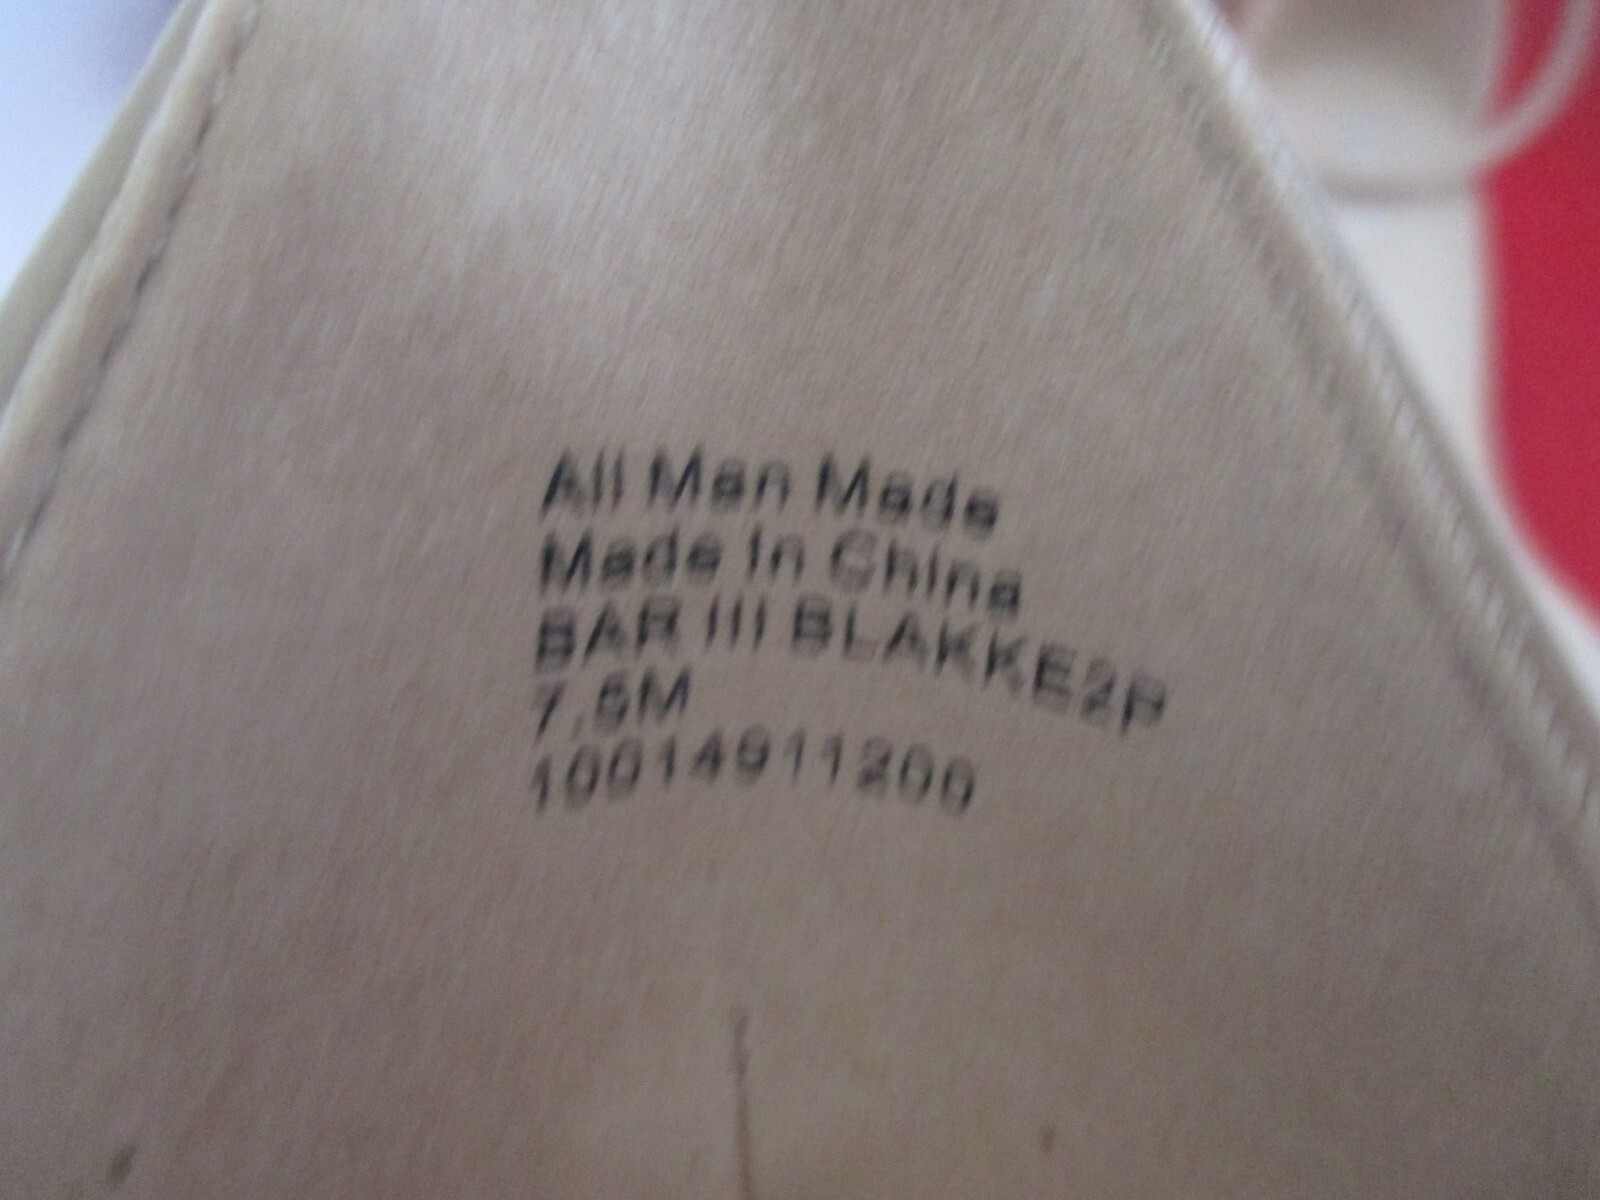 All Man Made
Made In China
BAR III BLAKKE2P
7.5M
10014911200